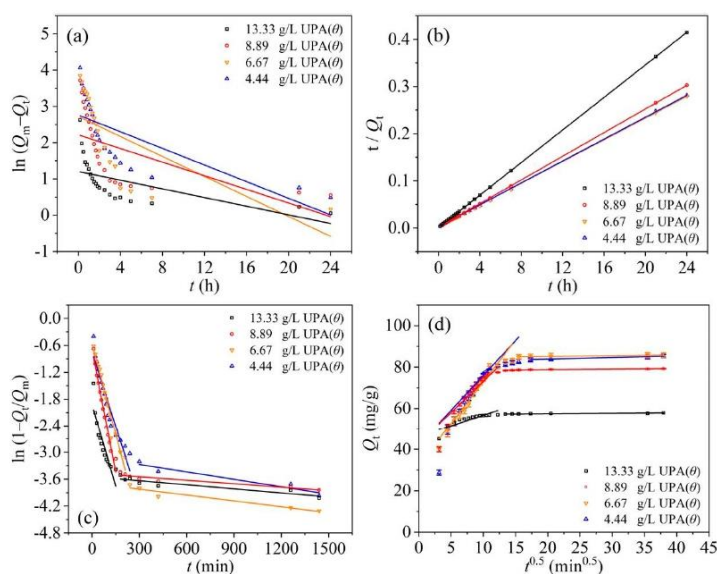 (a)
13.33 g/L UPA(θ)
8.89 g/L UPA(θ)
6.67 g/L UPA(θ)
4.44 g/L UPA(θ)
5
4
3
2
1
0
-1
ln (Qm−Qt)
0 4 8 12 16 20 24
t (h)
(b)
0.4
0.3
0.2
0.1
0.0
t / Qt
13.33 g/L UPA(θ)
8.89 g/L UPA(θ)
6.67 g/L UPA(θ)
4.44 g/L UPA(θ)
0 4 8 12 16 20 24
t (h)
0.0
-0.6
-1.2
-1.8
-2.4
-3.0
-3.6
-4.2
-4.8
ln (1−Qt/Qm)
13.33 g/L UPA(θ)
8.89 g/L UPA(θ)
6.67 g/L UPA(θ)
4.44 g/L UPA(θ)
(c)
0 300 600 900 1200 1500
t (min)
(d)
100
80
60
40
20
0
Qt (mg/g)
13.33 g/L UPA(θ)
8.89 g/L UPA(θ)
6.67 g/L UPA(θ)
4.44 g/L UPA(θ)
0 5 10 15 20 25 30 35 40 45
t^0.5 (min^0.5)